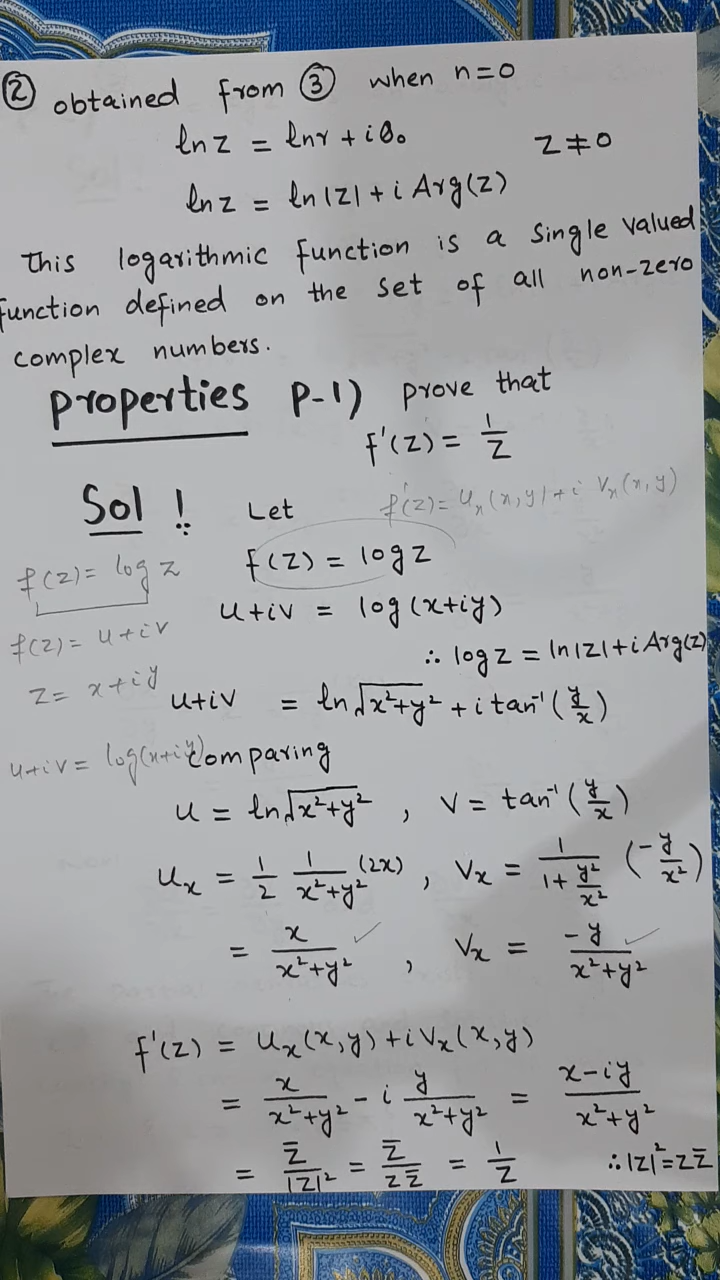 ② obtained from ③ when n=0
ln z = ln r + iθ₀ z ≠ 0
ln z = ln |z| + i Arg(z)
This logarithmic function is a single valued
function defined on the set of all non-zero
complex numbers.
properties P-1) prove that
f'(z) = 1/z
Sol ! Let f'(z) = uₓ(x,y) + i vₓ(x,y)
f(z) = log z f(z) = log z
u+iv = log(x+iy)
f(z) = u+iv ∴ log z = ln|z| + i Arg(z)
z = x+iy u+iv = ln √x²+y² + i tan⁻¹(y/x)
u+iv = log(x+iy) Comparing
u = ln √x²+y² , v = tan⁻¹(y/x)
uₓ = 1/2 1/x²+y² (2x) , vₓ = 1/1+y²/x² (-y/x²)
= x/x²+y² ✓ , vₓ = -y/x²+y² ✓
f'(z) = uₓ(x,y) + i vₓ(x,y)
= x/x²+y² - i y/x²+y² = x-iy/x²+y²
= z̄/|z|² = z̄/zz̄ = 1/z ∴ |z|² = zz̄